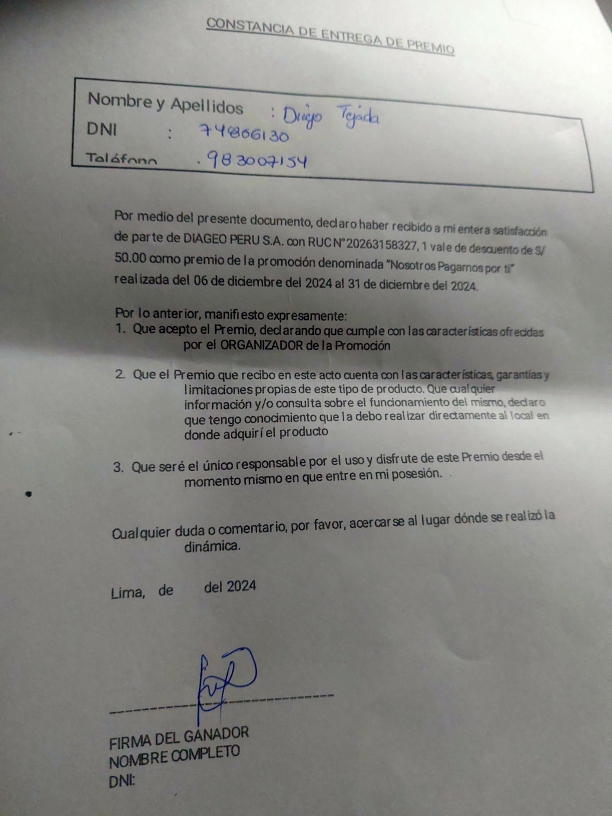 CONSTANCIA DE ENTREGA DE PREMIO
Nombre y Apellidos : Diego Tejada
DNI : 74866130
Teléfono . 983007154
Por medio del presente documento, declaro haber recibido a mi entera satisfacción
de parte de DIAGEO PERU S.A. con RUC N°20263158327, 1 vale de descuento de S/
50.00 como premio de la promoción denominada "Nosotros Pagamos por ti"
realizada del 06 de diciembre del 2024 al 31 de diciembre del 2024.
Por lo anterior, manifiesto expresamente:
1. Que acepto el Premio, declarando que cumple con las características ofrecidas
por el ORGANIZADOR de la Promoción
2. Que el Premio que recibo en este acto cuenta con las características, garantías y
limitaciones propias de este tipo de producto. Que cualquier
información y/o consulta sobre el funcionamiento del mismo, declaro
que tengo conocimiento que la debo realizar directamente al local en
donde adquirí el producto
3. Que seré el único responsable por el uso y disfrute de este Premio desde el
momento mismo en que entre en mi posesión.
Cualquier duda o comentario, por favor, acercarse al lugar dónde se realizó la
dinámica.
Lima, de del 2024
FIRMA DEL GANADOR
NOMBRE COMPLETO
DNI: